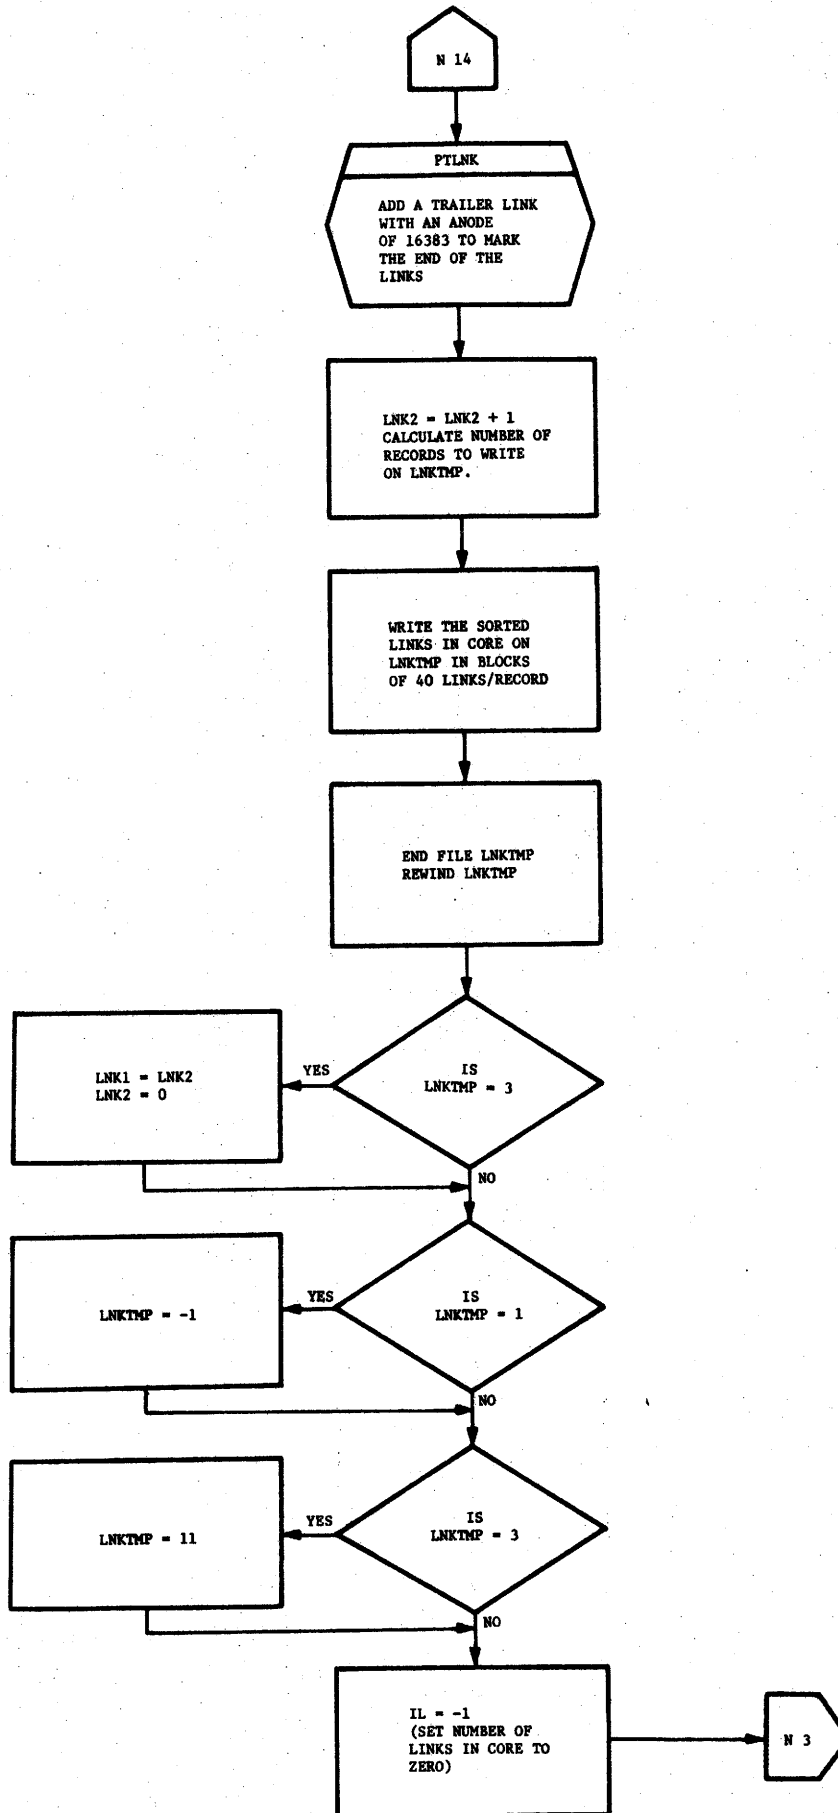 N 14
PTLNK
ADD A TRAILER LINK
WITH AN ANODE
OF 16383 TO MARK
THE END OF THE
LINKS
LNK2 = LNK2 + 1
CALCULATE NUMBER OF
RECORDS TO WRITE
ON LNKTMP.
WRITE THE SORTED
LINKS IN CORE ON
LNKTMP IN BLOCKS
OF 40 LINKS/RECORD
END FILE LNKTMP
REWIND LNKTMP
IS
LNKTMP = 3
YES
LNK1 = LNK2
LNK2 = 0
NO
IS
LNKTMP = 1
YES
LNKTMP = -1
NO
IS
LNKTMP = 3
YES
LNKTMP = 11
NO
IL = -1
(SET NUMBER OF
LINKS IN CORE TO
ZERO)
N 3